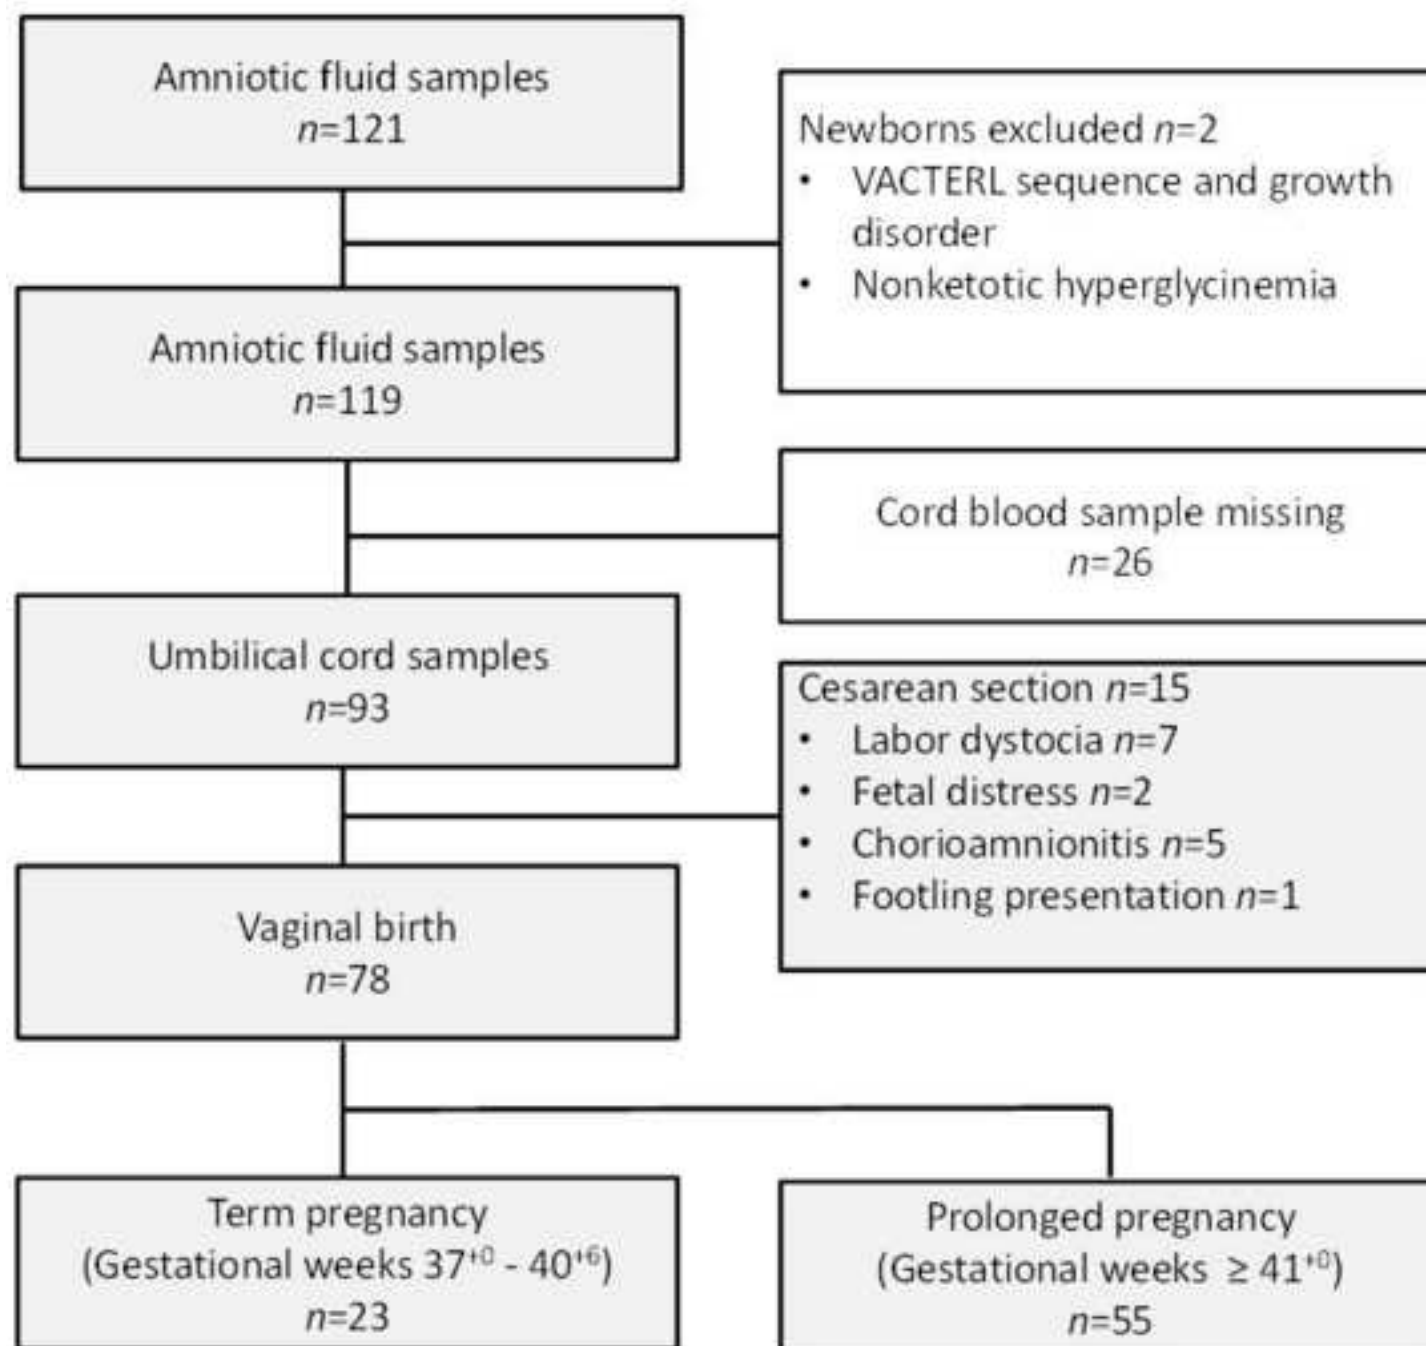 Amniotic fluid samples
n=121
Newborns excluded n=2
• VACTERL sequence and growth
disorder
• Nonketotic hyperglycinemia
Amniotic fluid samples
n=119
Cord blood sample missing
n=26
Umbilical cord samples
n=93
Cesarean section n=15
• Labor dystocia n=7
• Fetal distress n=2
• Chorioamnionitis n=5
• Footling presentation n=1
Vaginal birth
n=78
Term pregnancy
(Gestational weeks 37⁺⁰ - 40⁺⁶)
n=23
Prolonged pregnancy
(Gestational weeks ≥ 41⁺⁰)
n=55